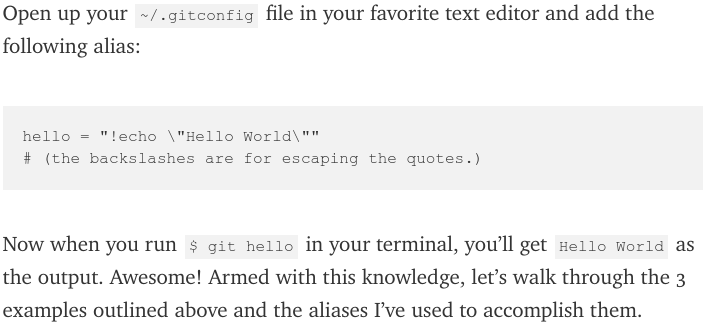 Open up your ~/.gitconfig file in your favorite text editor and add the
following alias:
hello = "!echo \"Hello World\""
# (the backslashes are for escaping the quotes.)
Now when you run $ git hello in your terminal, you’ll get Hello World as
the output. Awesome! Armed with this knowledge, let’s walk through the 3
examples outlined above and the aliases I’ve used to accomplish them.